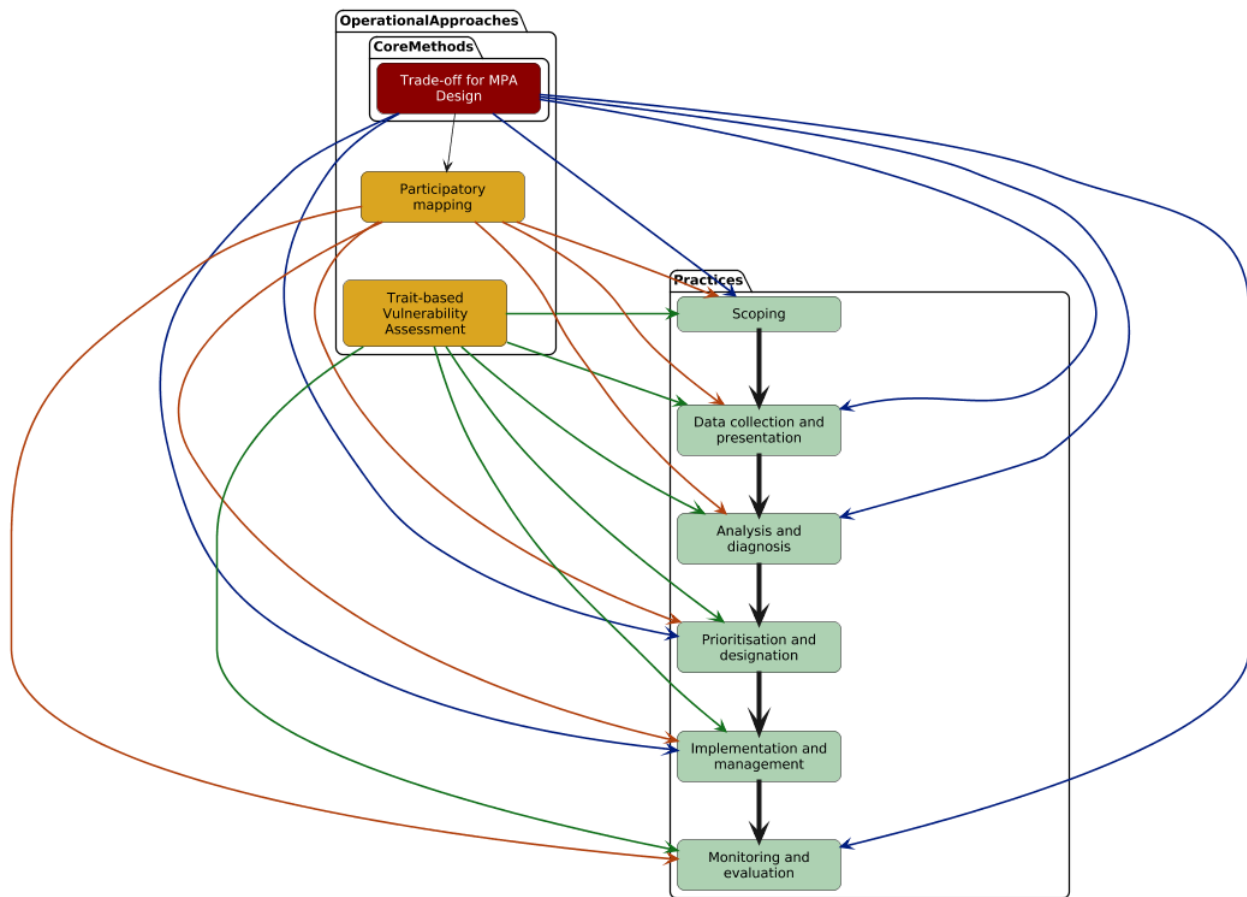 OperationalApproaches
CoreMethods
Trade-off for MPA
Design
Participatory
mapping
Trait-based
Vulnerability
Assessment
Practices
Scoping
Data collection and
presentation
Analysis and
diagnosis
Prioritisation and
designation
Implementation and
management
Monitoring and
evaluation